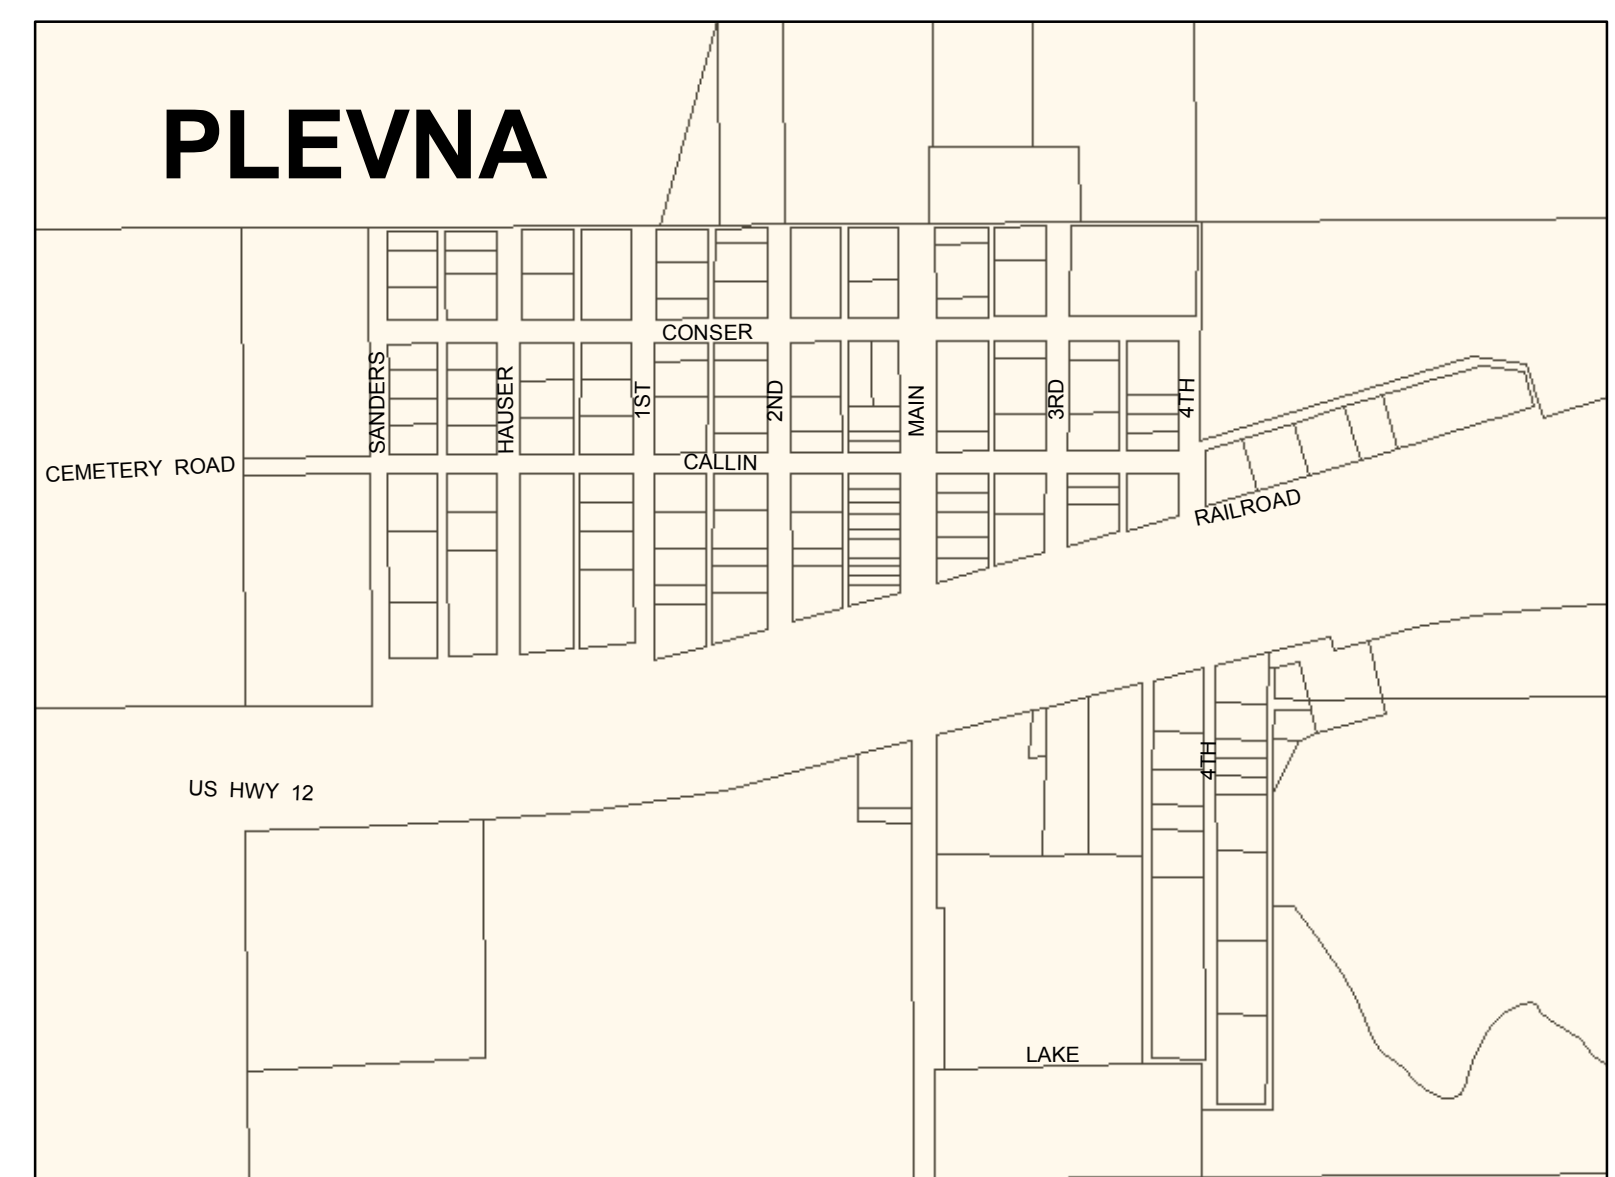 PLEVNA
CONSER
SANDERS
HAUSER
1ST
2ND
MAIN
3RD
4TH
CALLIN
CEMETERY ROAD
RAILROAD
4TH
US HWY 12
LAKE